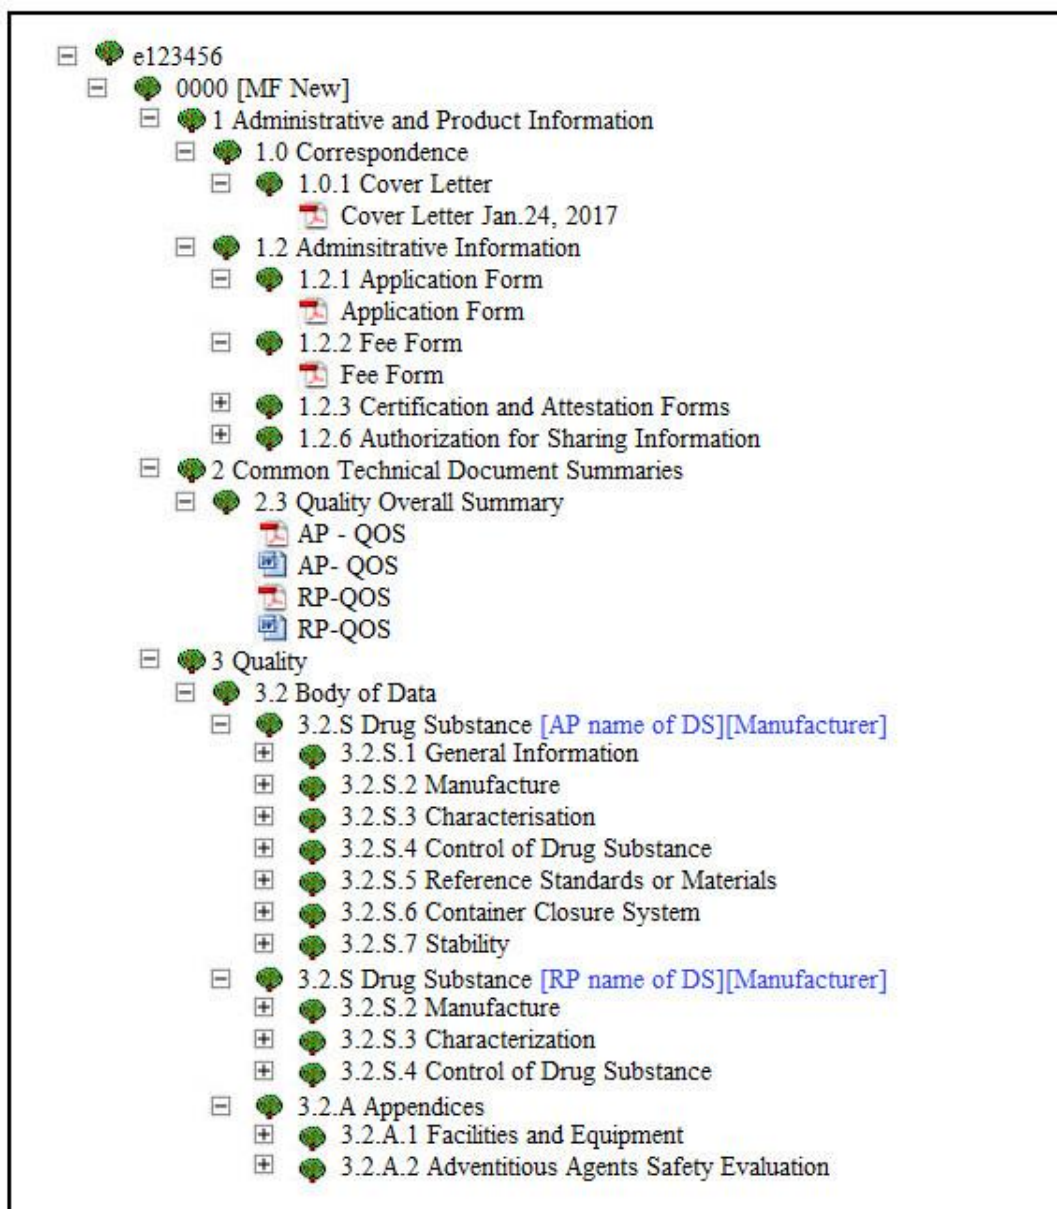 e123456
0000 [MF New]
1 Administrative and Product Information
1.0 Correspondence
1.0.1 Cover Letter
Cover Letter Jan.24, 2017
1.2 Adminsitrative Information
1.2.1 Application Form
Application Form
1.2.2 Fee Form
Fee Form
1.2.3 Certification and Attestation Forms
1.2.6 Authorization for Sharing Information
2 Common Technical Document Summaries
2.3 Quality Overall Summary
AP - QOS
AP- QOS
RP-QOS
RP-QOS
3 Quality
3.2 Body of Data
3.2.S Drug Substance [AP name of DS][Manufacturer]
3.2.S.1 General Information
3.2.S.2 Manufacture
3.2.S.3 Characterisation
3.2.S.4 Control of Drug Substance
3.2.S.5 Reference Standards or Materials
3.2.S.6 Container Closure System
3.2.S.7 Stability
3.2.S Drug Substance [RP name of DS][Manufacturer]
3.2.S.2 Manufacture
3.2.S.3 Characterization
3.2.S.4 Control of Drug Substance
3.2.A Appendices
3.2.A.1 Facilities and Equipment
3.2.A.2 Adventitious Agents Safety Evaluation